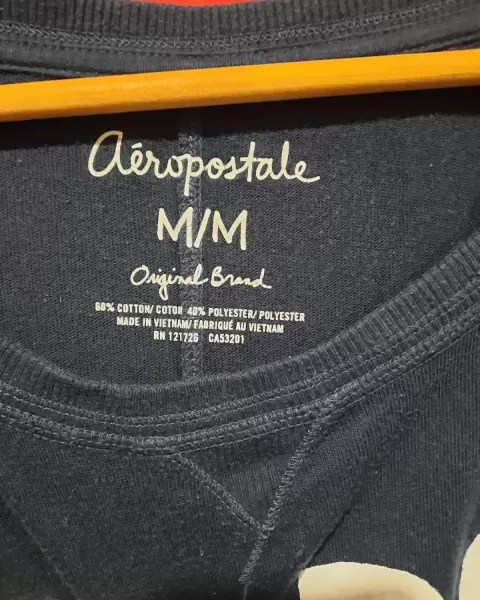 aéropostale
M/M
Original Brand
60% COTTON/ COTON 40% POLYESTER/ POLYESTER
MADE IN VIETNAM/ FABRIQUÉ AU VIETNAM
RN 121726 CA53201